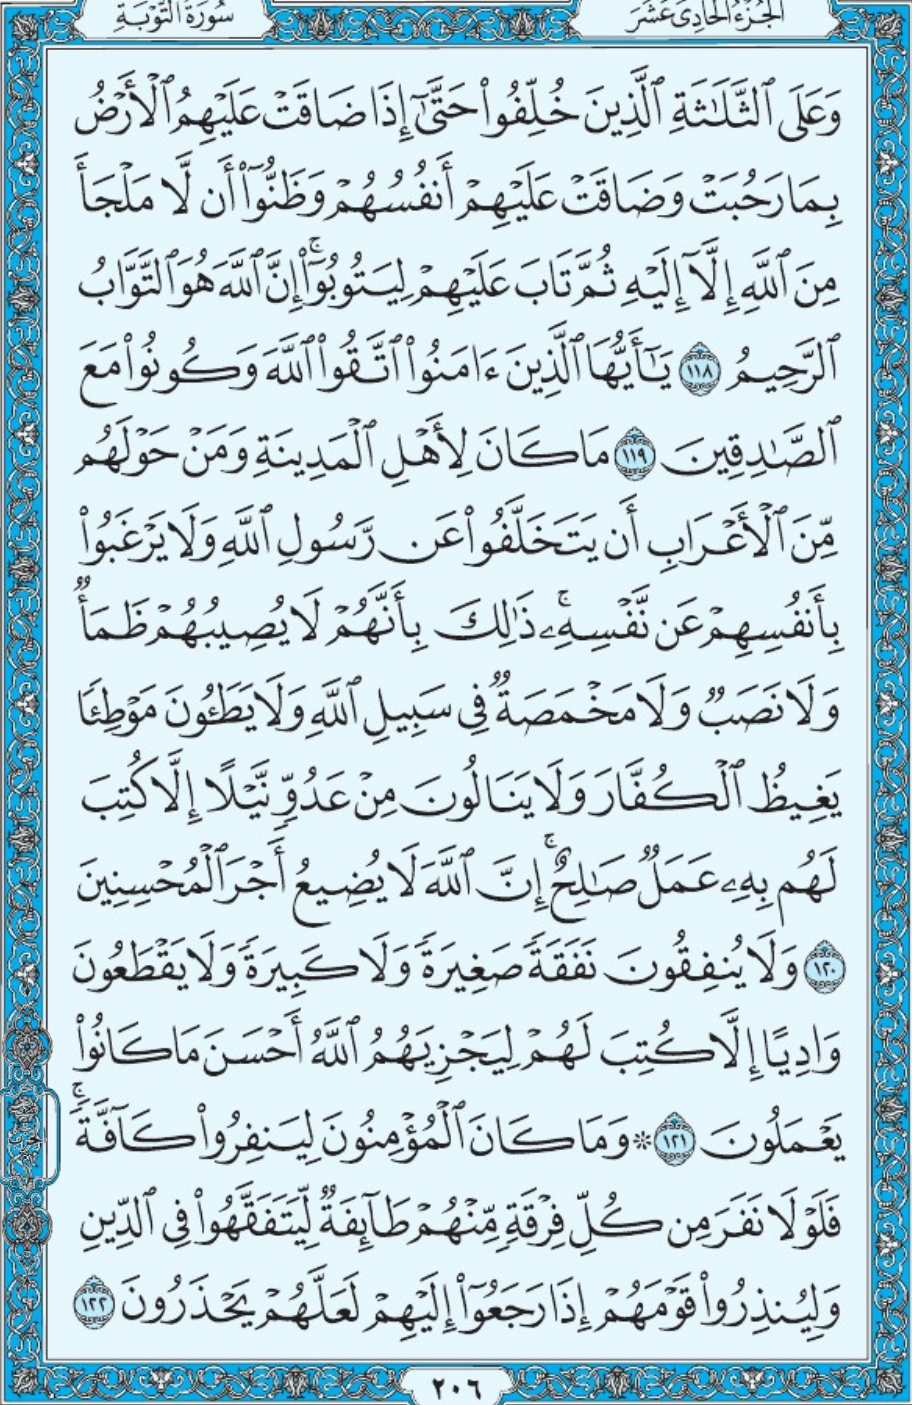 الجُزْءُ الحَادِىَ عَشَرَ
سُورَةُ التَّوْبَةِ
وَعَلَى ٱلثَّلَٰثَةِ ٱلَّذِينَ خُلِّفُوا۟ حَتَّىٰٓ إِذَا ضَاقَتْ عَلَيْهِمُ ٱلْأَرْضُ
بِمَا رَحُبَتْ وَضَاقَتْ عَلَيْهِمْ أَنفُسُهُمْ وَظَنُّوٓا۟ أَن لَّا مَلْجَأَ
مِنَ ٱللَّهِ إِلَّآ إِلَيْهِ ثُمَّ تَابَ عَلَيْهِمْ لِيَتُوبُوٓا۟ ۚ إِنَّ ٱللَّهَ هُوَ ٱلتَّوَّابُ
ٱلرَّحِيمُ ١١٨ يَٰٓأَيُّهَا ٱلَّذِينَ ءَامَنُوا۟ ٱتَّقُوا۟ ٱللَّهَ وَكُونُوا۟ مَعَ
ٱلصَّٰدِقِينَ ١١٩ مَا كَانَ لِأَهْلِ ٱلْمَدِينَةِ وَمَنْ حَوْلَهُم
مِّنَ ٱلْأَعْرَابِ أَن يَتَخَلَّفُوا۟ عَن رَّسُولِ ٱللَّهِ وَلَا يَرْغَبُوا۟
بِأَنفُسِهِمْ عَن نَّفْسِهِۦ ۚ ذَٰلِكَ بِأَنَّهُمْ لَا يُصِيبُهُمْ ظَمَأٌ
وَلَا نَصَبٌ وَلَا مَخْمَصَةٌ فِى سَبِيلِ ٱللَّهِ وَلَا يَطَـُٔونَ مَوْطِئًا
يَغِيظُ ٱلْكُفَّارَ وَلَا يَنَالُونَ مِنْ عَدُوٍّ نَّيْلًا إِلَّا كُتِبَ
لَهُم بِهِۦ عَمَلٌ صَٰلِحٌ ۚ إِنَّ ٱللَّهَ لَا يُضِيعُ أَجْرَ ٱلْمُحْسِنِينَ
١٢٠ وَلَا يُنفِقُونَ نَفَقَةً صَغِيرَةً وَلَا كَبِيرَةً وَلَا يَقْطَعُونَ
وَادِيًا إِلَّا كُتِبَ لَهُمْ لِيَجْزِيَهُمُ ٱللَّهُ أَحْسَنَ مَا كَانُوا۟
يَعْمَلُونَ ١٢١ ۞ وَمَا كَانَ ٱلْمُؤْمِنُونَ لِيَنفِرُوا۟ كَآفَّةً ۚ
فَلَوْلَا نَفَرَ مِن كُلِّ فِرْقَةٍ مِّنْهُمْ طَآئِفَةٌ لِّيَتَفَقَّهُوا۟ فِى ٱلدِّينِ
وَلِيُنذِرُوا۟ قَوْمَهُمْ إِذَا رَجَعُوٓا۟ إِلَيْهِمْ لَعَلَّهُمْ يَحْذَرُونَ ١٢٢
٢٠٦